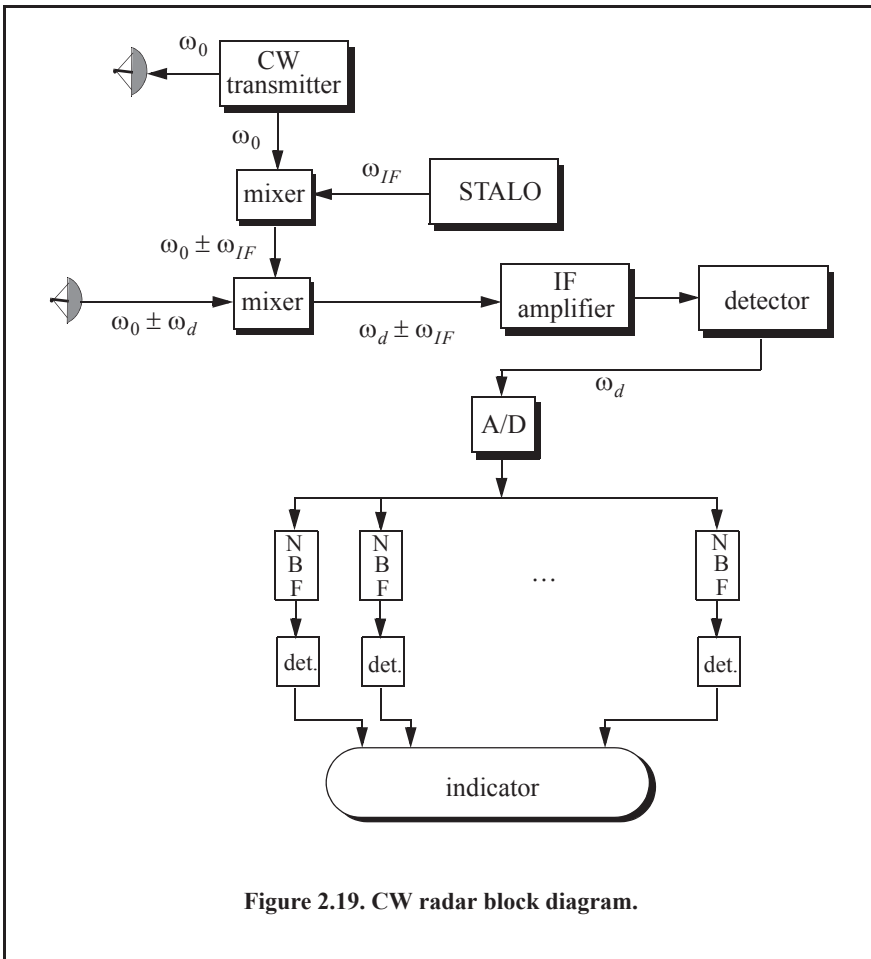 ω0
CW
transmitter
ω0
mixer
ωIF
STALO
ω0 ± ωIF
ω0 ± ωd
mixer
ωd ± ωIF
IF
amplifier
detector
ωd
A/D
N
B
F
N
B
F
...
N
B
F
det.
det.
det.
indicator
Figure 2.19. CW radar block diagram.